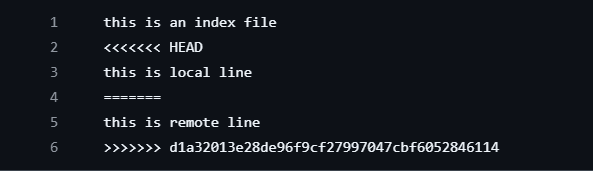 1 this is an index file
2 <<<<<<< HEAD
3 this is local line
4 =======
5 this is remote line
6 >>>>>>> d1a32013e28de96f9cf27997047cbf6052846114